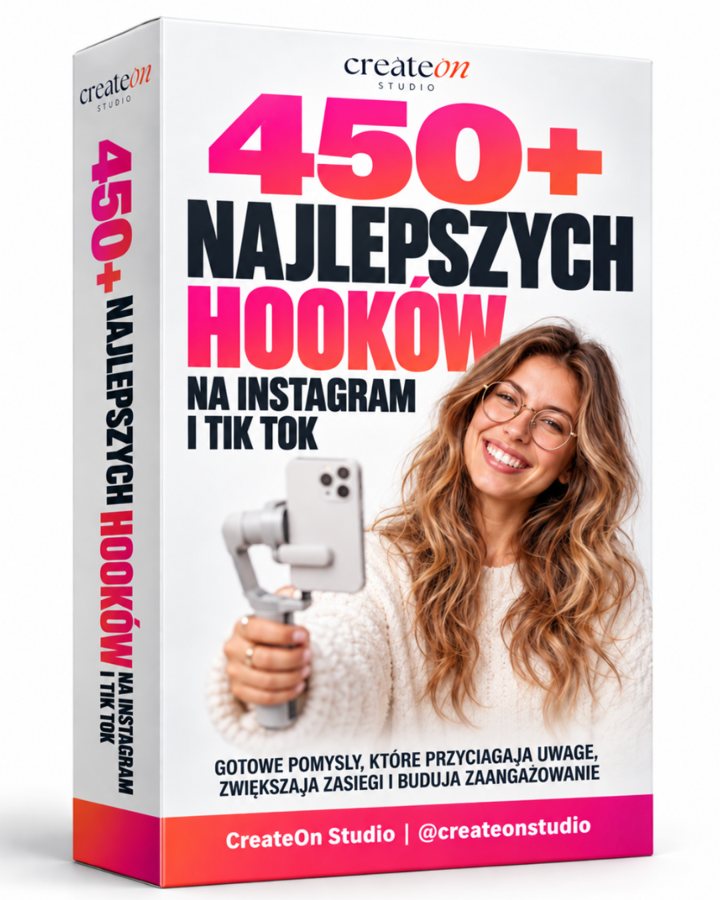 createon
STUDIO
450+
NAJLEPSZYCH
HOOKÓW
NA INSTAGRAM
I TIK TOK
GOTOWE POMYSLY, KTÓRE PRZYCIAGAJA UWAGE,
ZWIĘKSZAJA ZASIEGI I BUDUJA ZAANGAŻOWANIE
CreateOn Studio | @createonstudio
createon
STUDIO
450+ NAJLEPSZYCH HOOKÓW NA INSTAGRAM
I TIK TOK